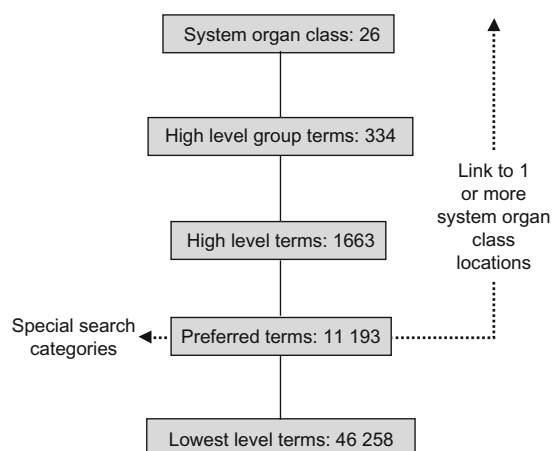 System organ class: 26
High level group terms: 334
Link to 1
or more
system organ
class
locations
High level terms: 1663
Special search
categories
Preferred terms: 11 193
Lowest level terms: 46 258